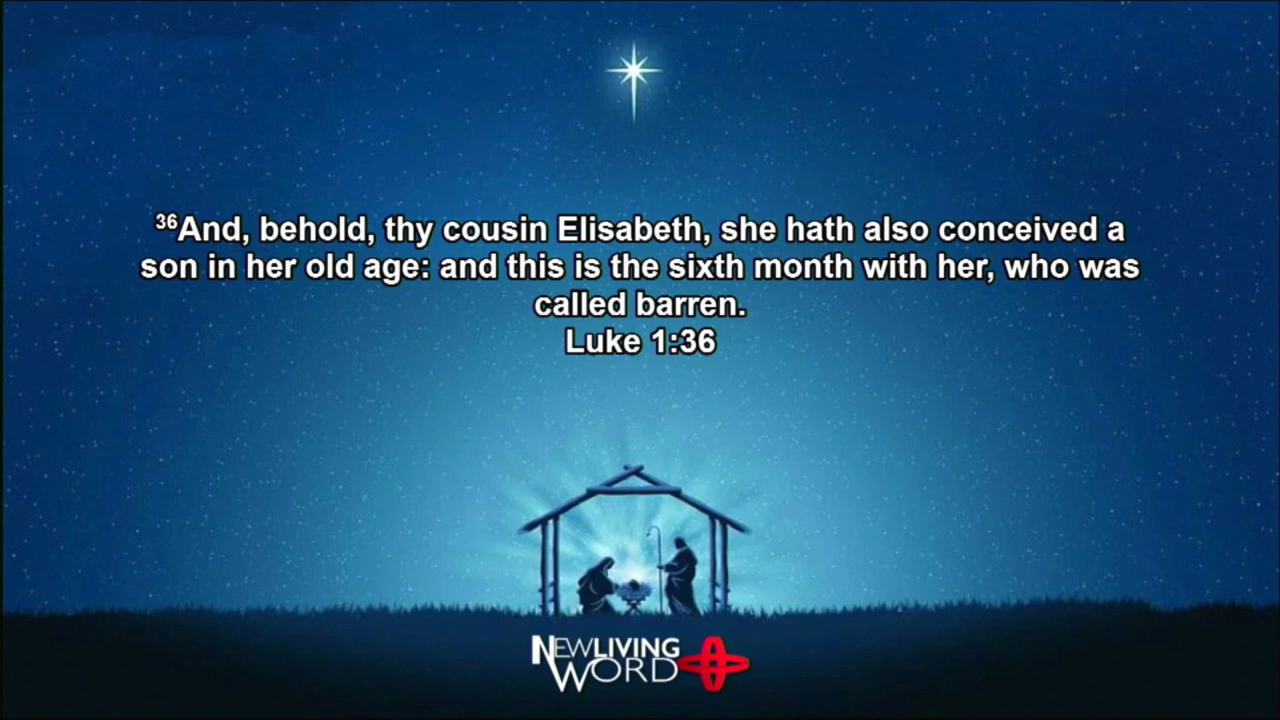 36And, behold, thy cousin Elisabeth, she hath also conceived a
son in her old age: and this is the sixth month with her, who was
called barren.
Luke 1:36
NEWLIVING
WORD